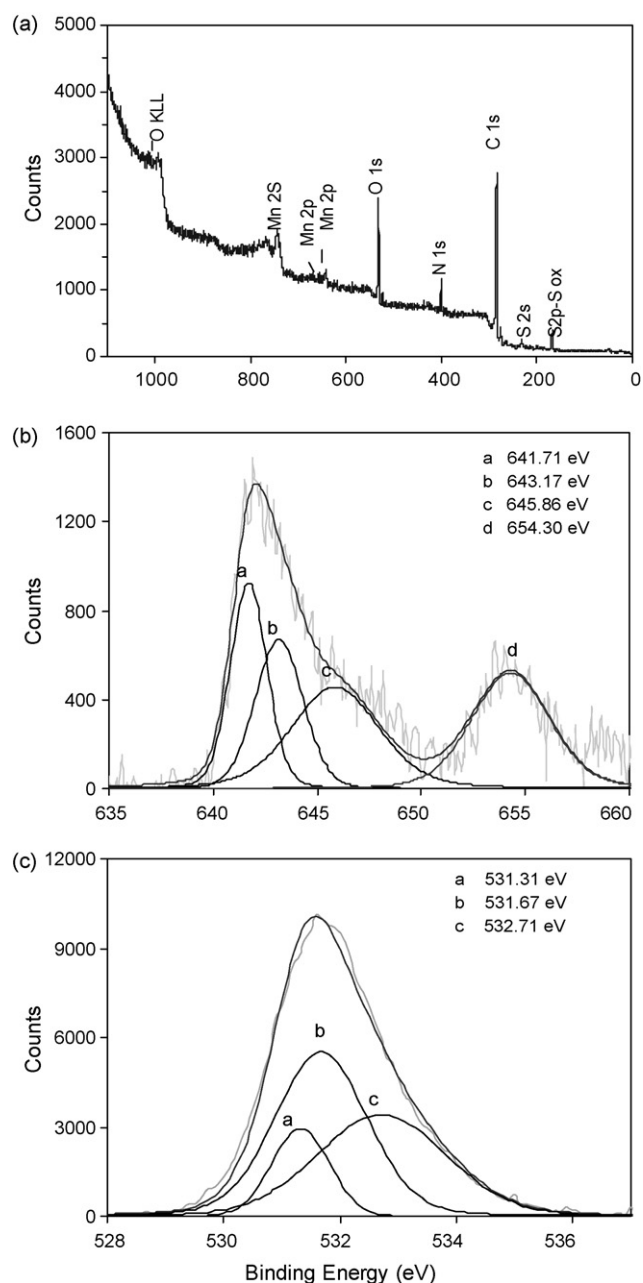 (a)
5000
4000
3000
2000
1000
0
Counts
O KLL
Mn 2S
Mn 2p
Mn 2p
O 1s
N 1s
C 1s
S 2s
S2p-S ox
1000 800 600 400 200 0
(b)
1600
1200
800
400
0
Counts
a 641.71 eV
b 643.17 eV
c 645.86 eV
d 654.30 eV
a
b
c
d
635 640 645 650 655 660
(c)
12000
9000
6000
3000
0
Counts
a 531.31 eV
b 531.67 eV
c 532.71 eV
b
a
c
528 530 532 534 536
Binding Energy (eV)